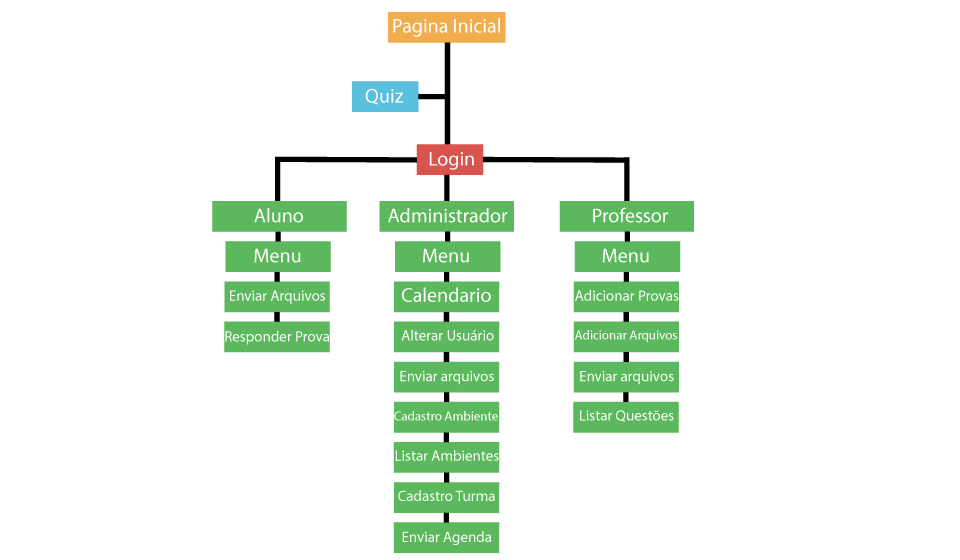 Pagina Inicial
Quiz
Login
Aluno
Menu
Enviar Arquivos
Responder Prova
Administrador
Menu
Calendario
Alterar Usuário
Enviar arquivos
Cadastro Ambiente
Listar Ambientes
Cadastro Turma
Enviar Agenda
Professor
Menu
Adicionar Provas
Adicionar Arquivos
Enviar arquivos
Listar Questões